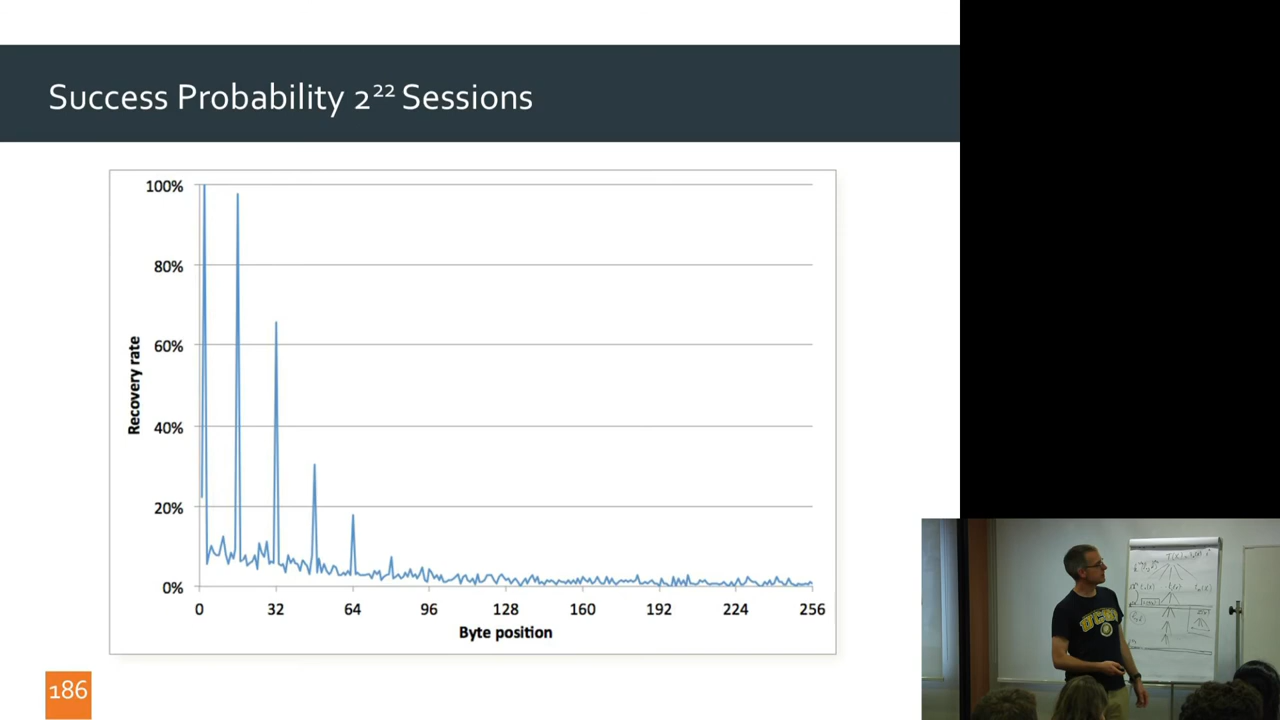 Success Probability 2²² Sessions
100%
80%
60%
40%
20%
0%
Recovery rate
0 32 64 96 128 160 192 224 256
Byte position
186
UCSD